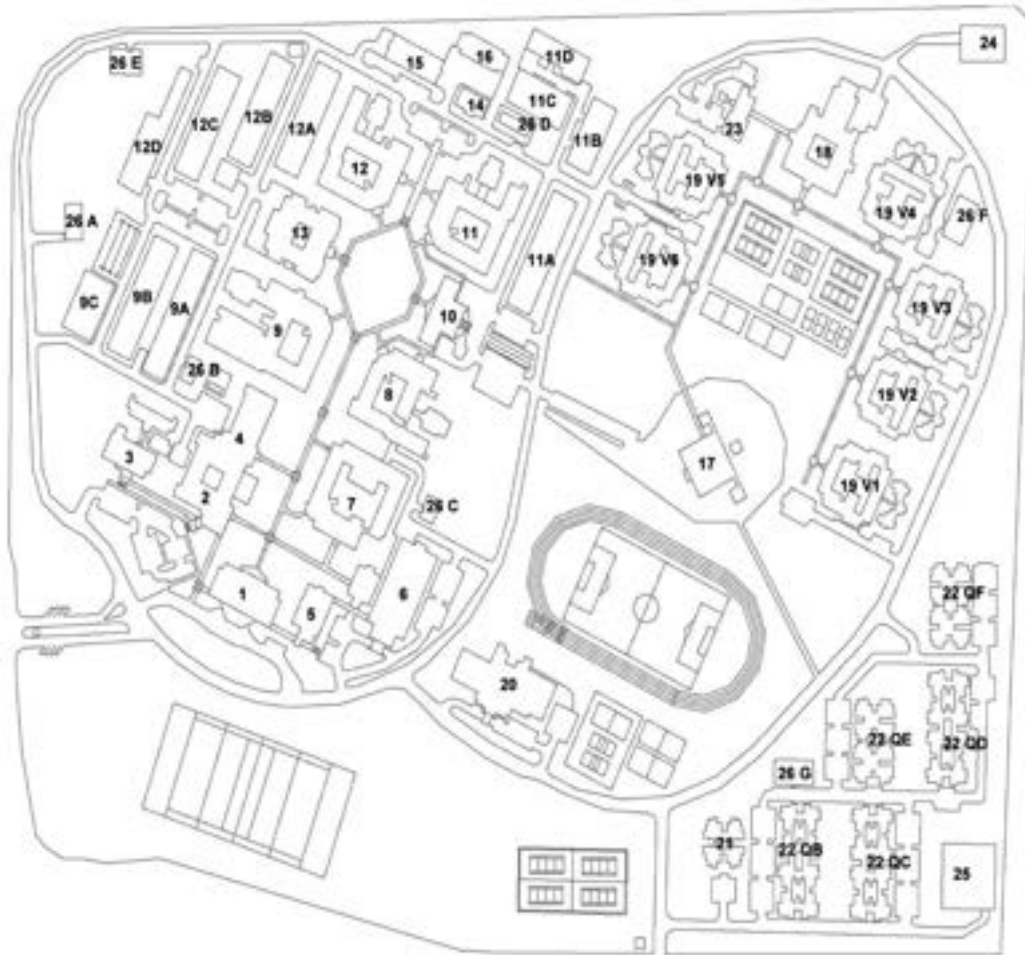 24
15
16
11D
26 E
12C
12B
12A
14
11C
26 D
11B
23
18
12D
12
19 V5
19 V4
26 F
26 A
13
11
11A
19 V6
9C
9B
9A
9
10
19 V3
26 B
8
19 V2
4
3
2
7
26 C
17
19 V1
1
5
6
22 QF
20
22 QE
22 QD
26 G
21
22 QB
22 QC
25